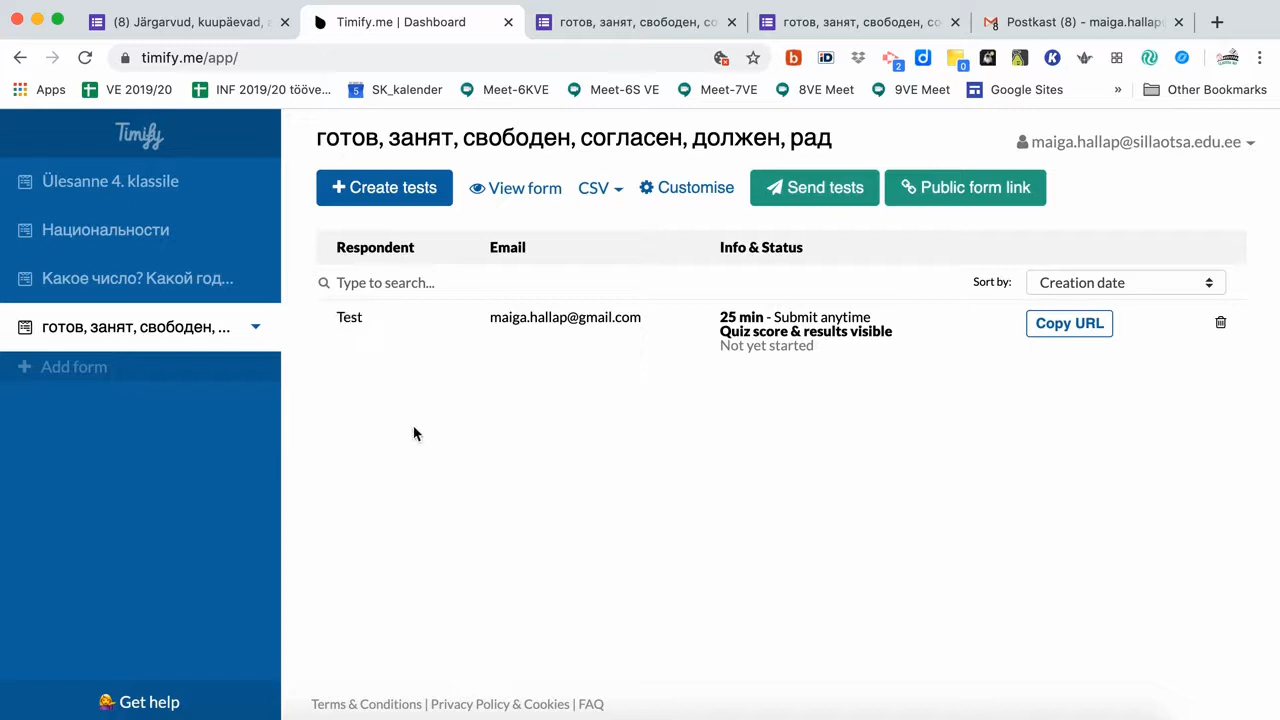 (8) Järgarvud, kuupäevad, a
Timify.me | Dashboard
готов, занят, свободен, со
готов, занят, свободен, со
Postkast (8) - maiga.hallap
timify.me/app/
2
0
Apps
VE 2019/20
INF 2019/20 tööve...
5
SK_kalender
Meet-6KVE
Meet-6S VE
Meet-7VE
8VE Meet
9VE Meet
Google Sites
»
Other Bookmarks
Timify
Ülesanne 4. klassile
Национальности
Какое число? Какой год...
готов, занят, свободен, ...
+ Add form
Get help
готов, занят, свободен, согласен, должен, рад
maiga.hallap@sillaotsa.edu.ee
+ Create tests
View form
CSV
Customise
Send tests
Public form link
Respondent
Email
Info & Status
Type to search...
Sort by:
Creation date
Test
maiga.hallap@gmail.com
25 min - Submit anytime
Quiz score & results visible
Not yet started
Copy URL
Terms & Conditions | Privacy Policy & Cookies | FAQ